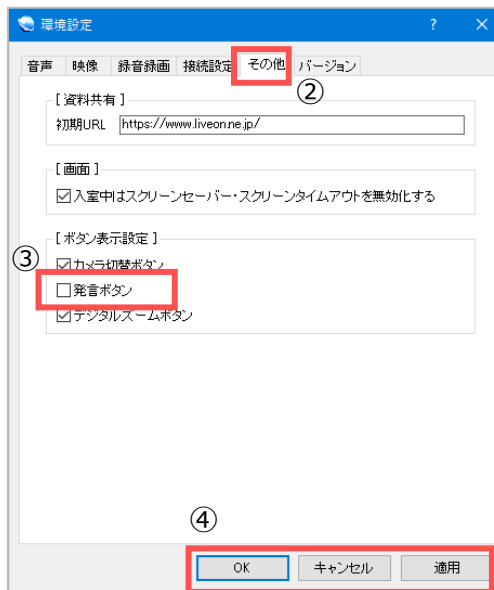 環境設定 ? ×
音声 映像 録音録画 接続設定 その他 バージョン
②
[ 資料共有 ]
初期URL https://www.liveon.ne.jp/
[ 画面 ]
入室中はスクリーンセーバー・スクリーンタイムアウトを無効化する
[ ボタン表示設定 ]
③
カメラ切替ボタン
発言ボタン
デジタルズームボタン
④
OK キャンセル 適用